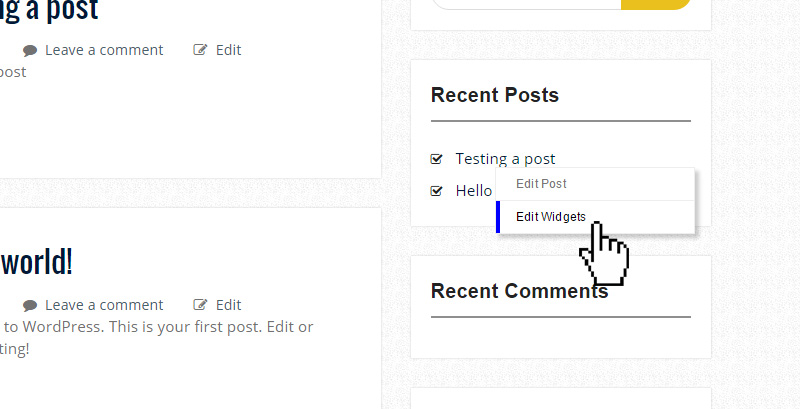 g a post
Leave a comment Edit
post
world!
Leave a comment Edit
to WordPress. This is your first post. Edit or
ting!
Recent Posts
Testing a post
Hello
Edit Post
Edit Widgets
Recent Comments